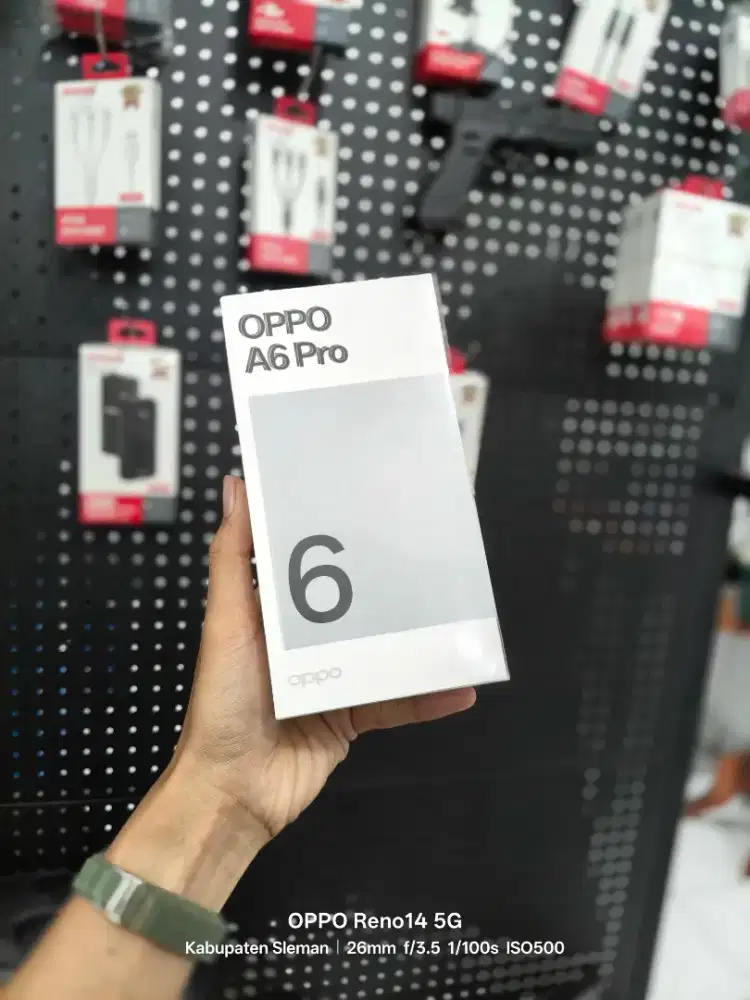 OPPO
A6 Pro
6
oppo
OPPO Reno14 5G
Kabupaten Sleman | 26mm f/3.5 1/100s ISO500